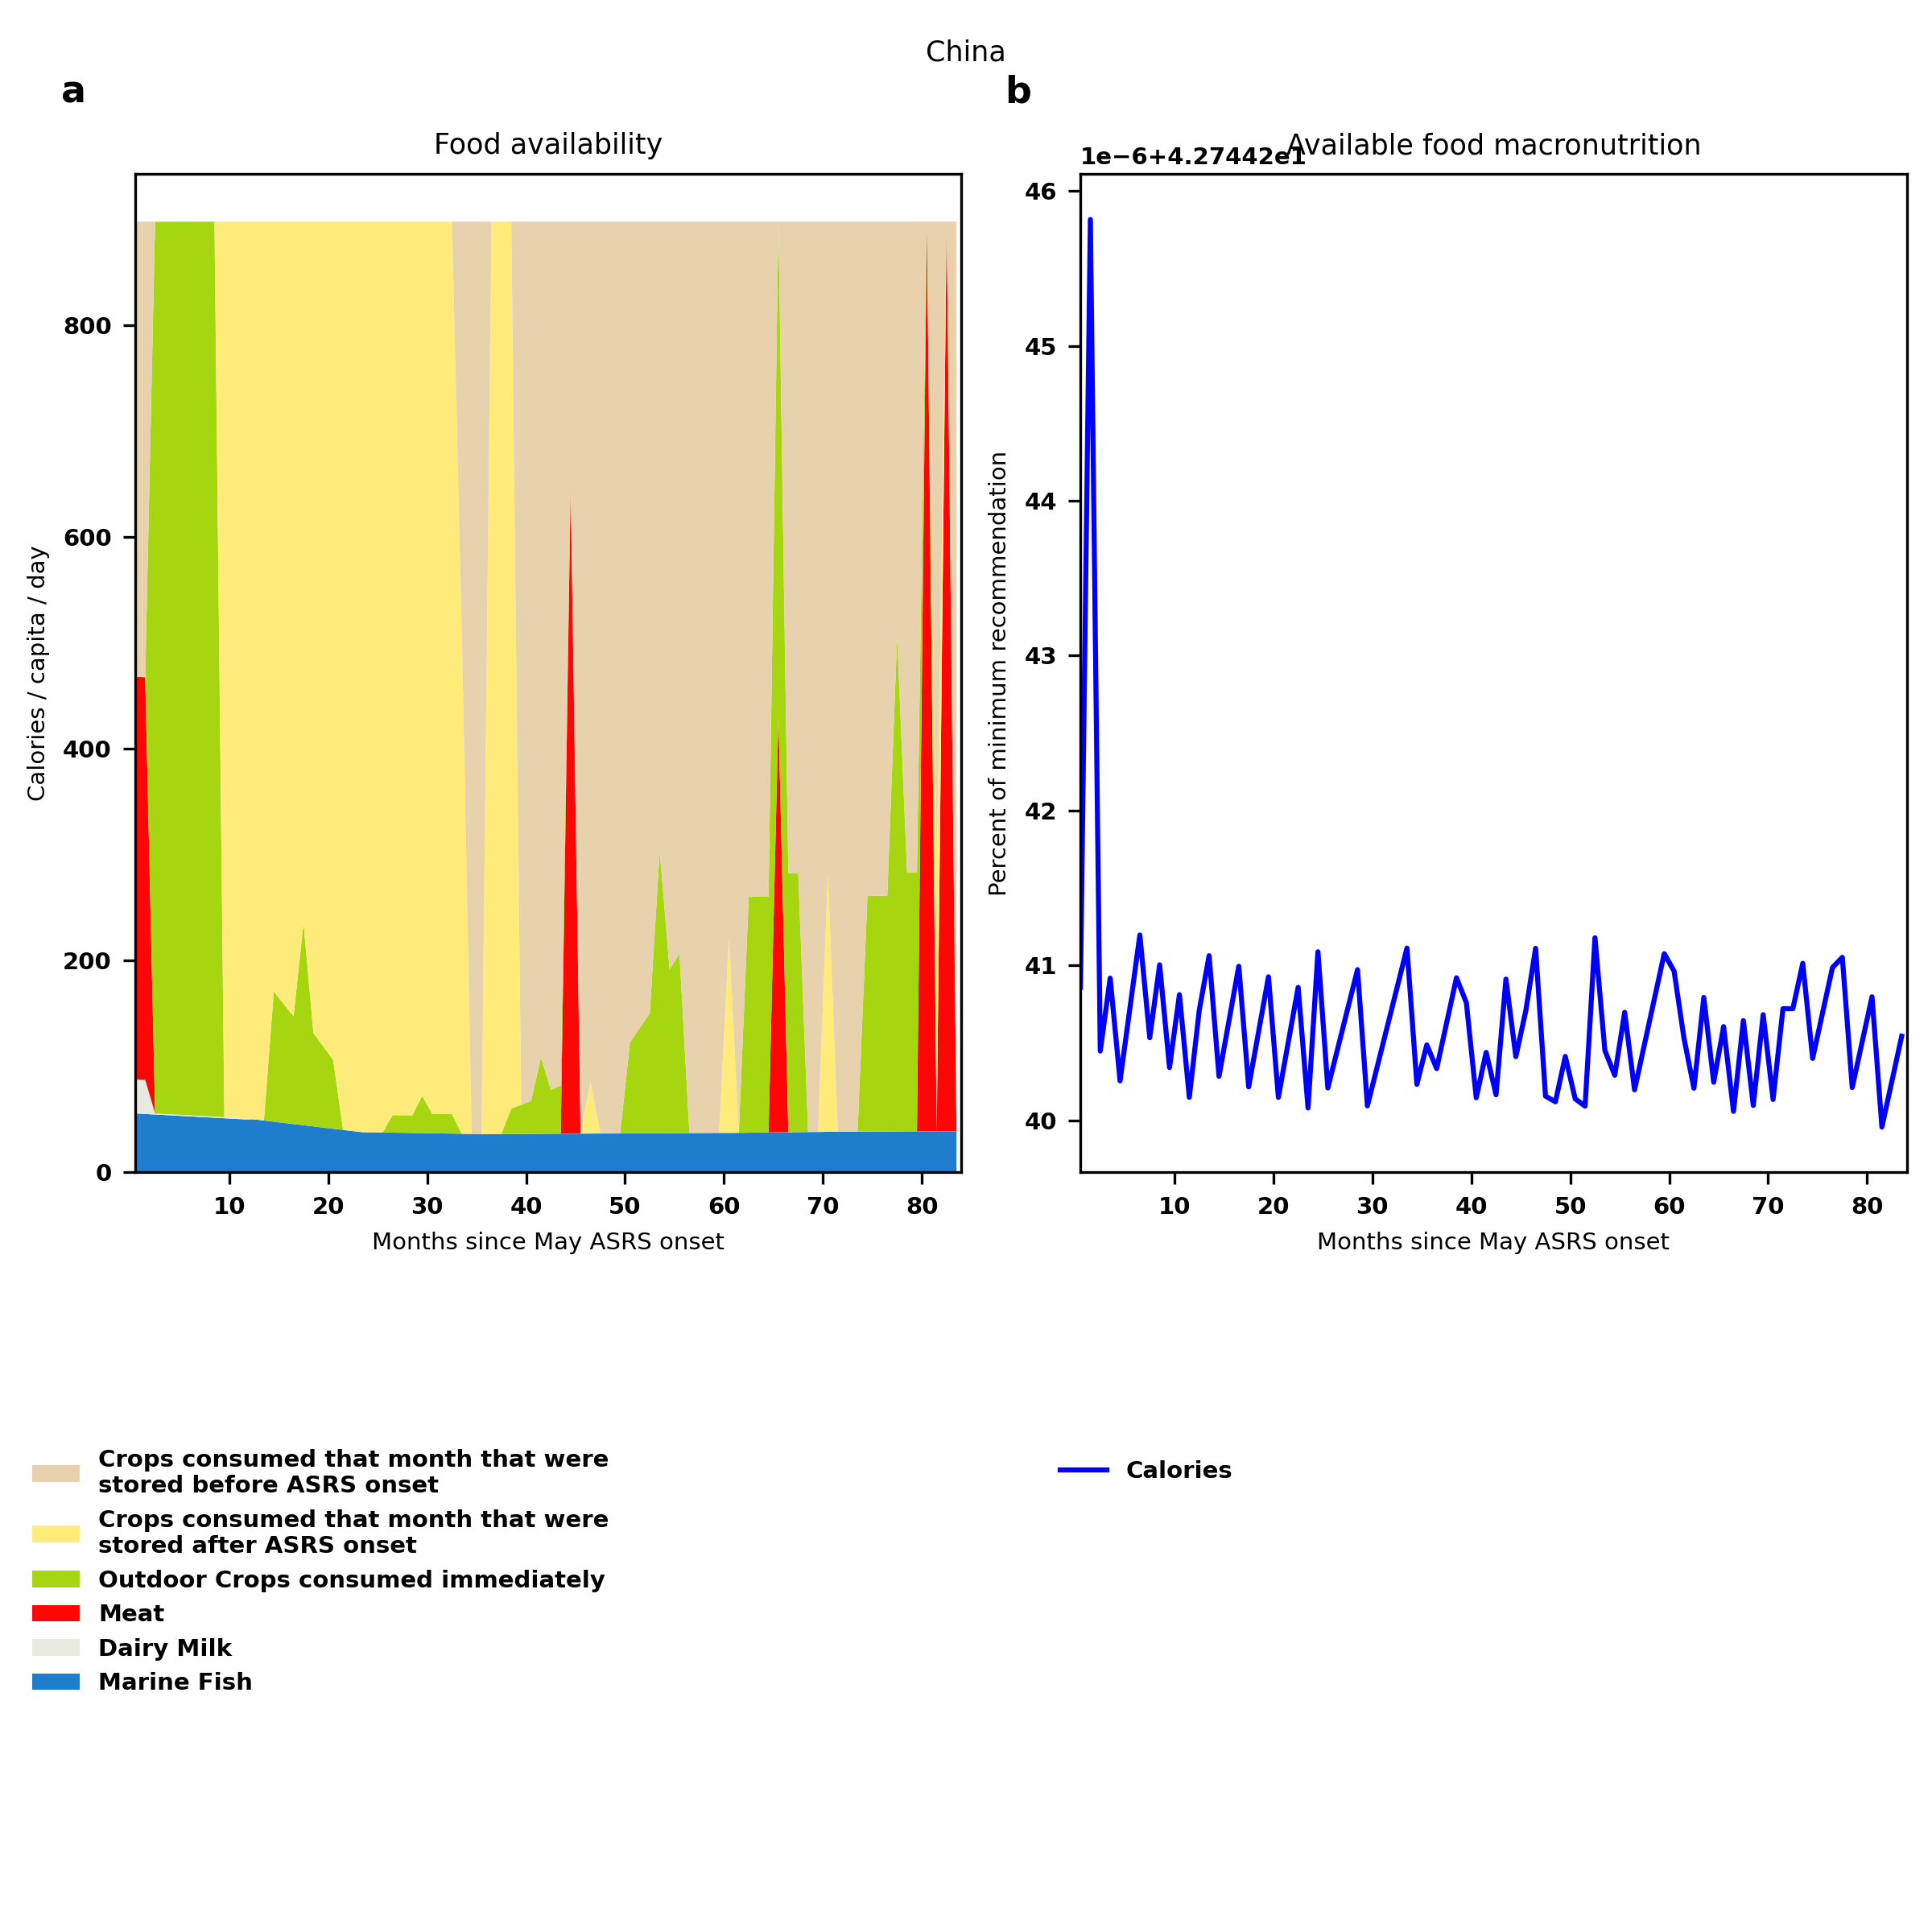 China
a
b
Food availability
Available food macronutrition
1e−6+4.27442e1
Calories / capita / day
0
200
400
600
800
10 20 30 40 50 60 70 80
Months since May ASRS onset
Percent of minimum recommendation
46
45
44
43
42
41
40
10 20 30 40 50 60 70 80
Months since May ASRS onset
Crops consumed that month that were
stored before ASRS onset
Crops consumed that month that were
stored after ASRS onset
Outdoor Crops consumed immediately
Meat
Dairy Milk
Marine Fish
Calories